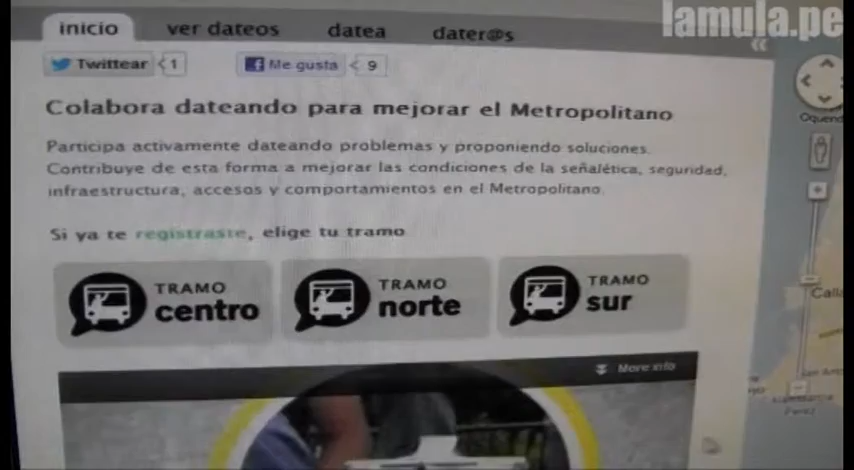 lamula.pe
inicio ver dateos datea dater@s
Twittear 1 Me gusta 9
Colabora dateando para mejorar el Metropolitano
Participa activamente dateando problemas y proponiendo soluciones.
Contribuye de esta forma a mejorar las condiciones de la señalética, seguridad,
infraestructura, accesos y comportamientos en el Metropolitano.
Si ya te registraste, elige tu tramo
TRAMO
centro
TRAMO
norte
TRAMO
sur
More info